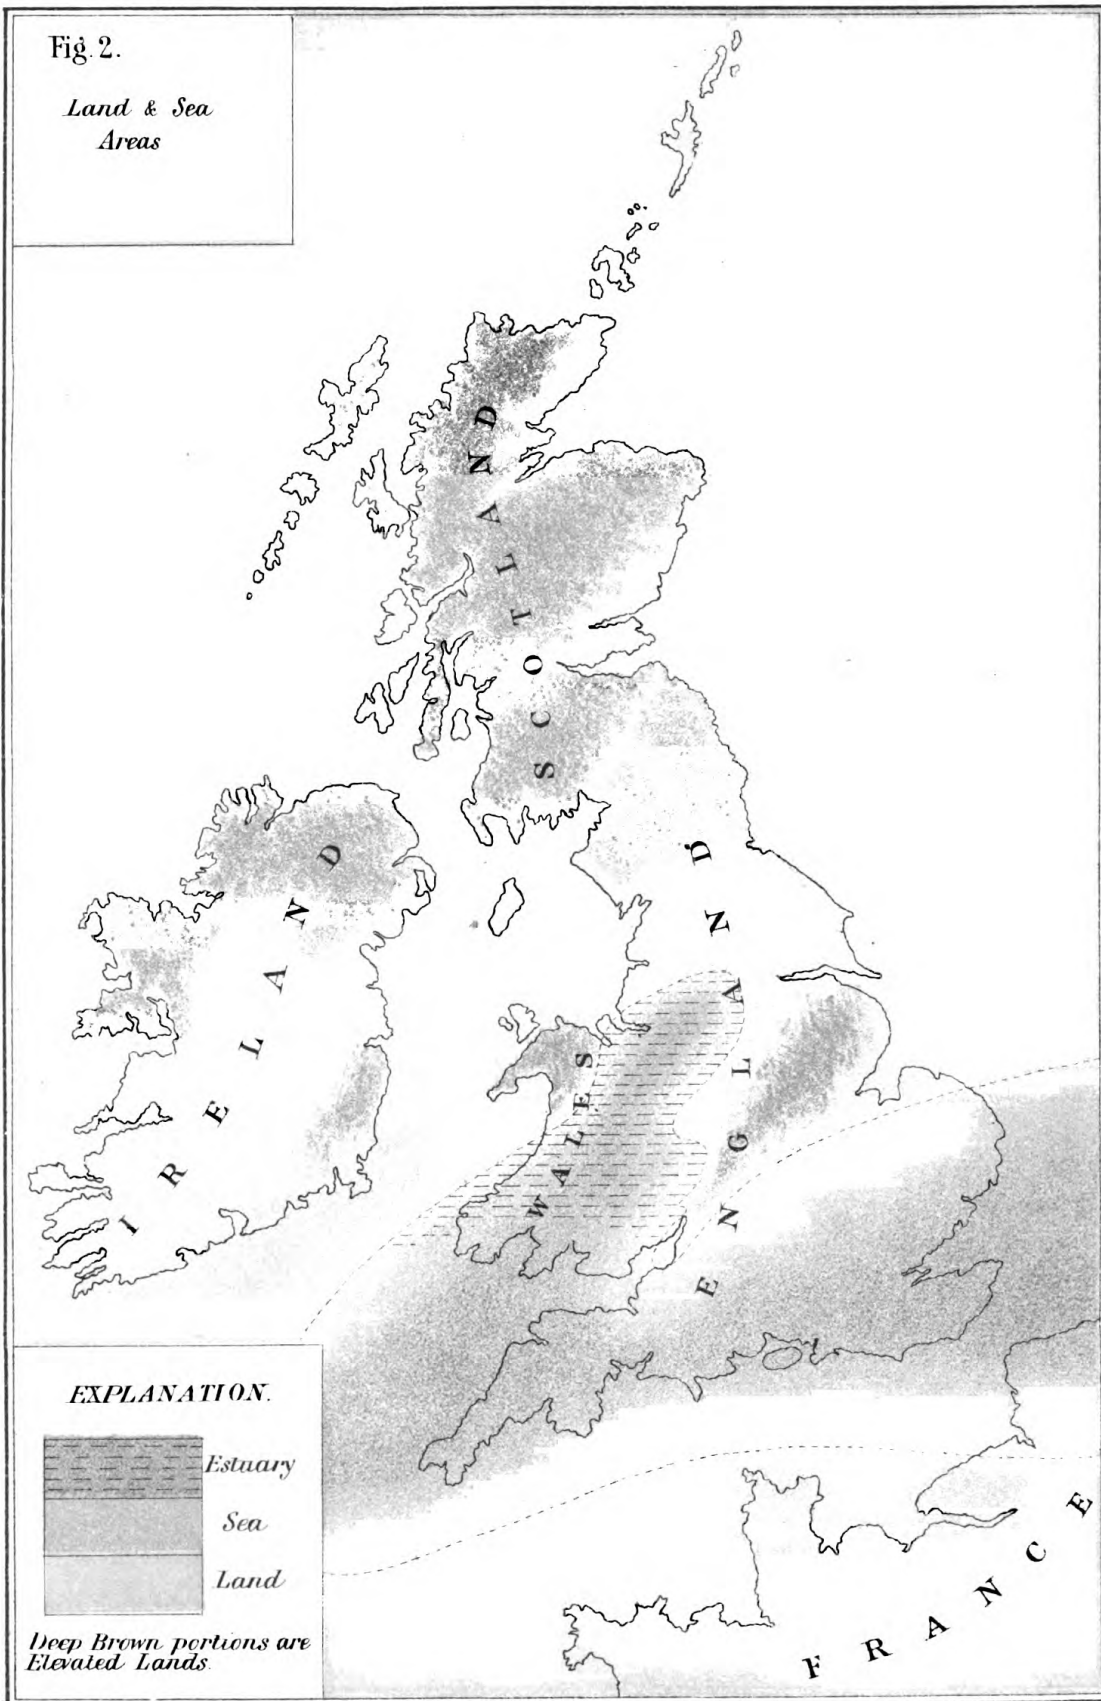 Fig. 2.
Land & Sea
Areas
SCOTLAND
IRELAND
ENGLAND
WALES
FRANCE
EXPLANATION.
Estuary
Sea
Land
Deep Brown portions are
Elevated Lands.